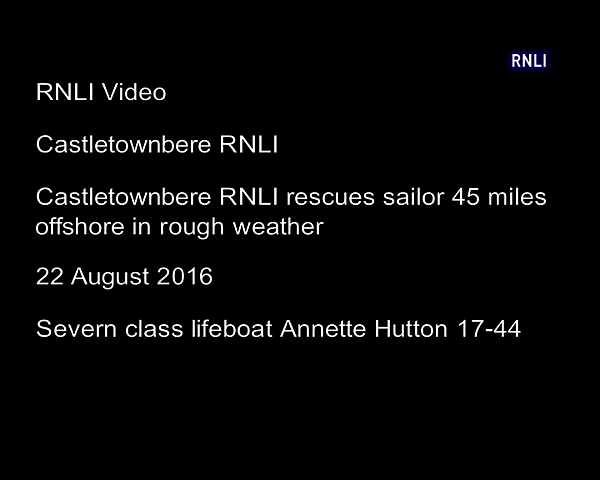 RNLI
RNLI Video
Castletownbere RNLI
Castletownbere RNLI rescues sailor 45 miles
offshore in rough weather
22 August 2016
Severn class lifeboat Annette Hutton 17-44